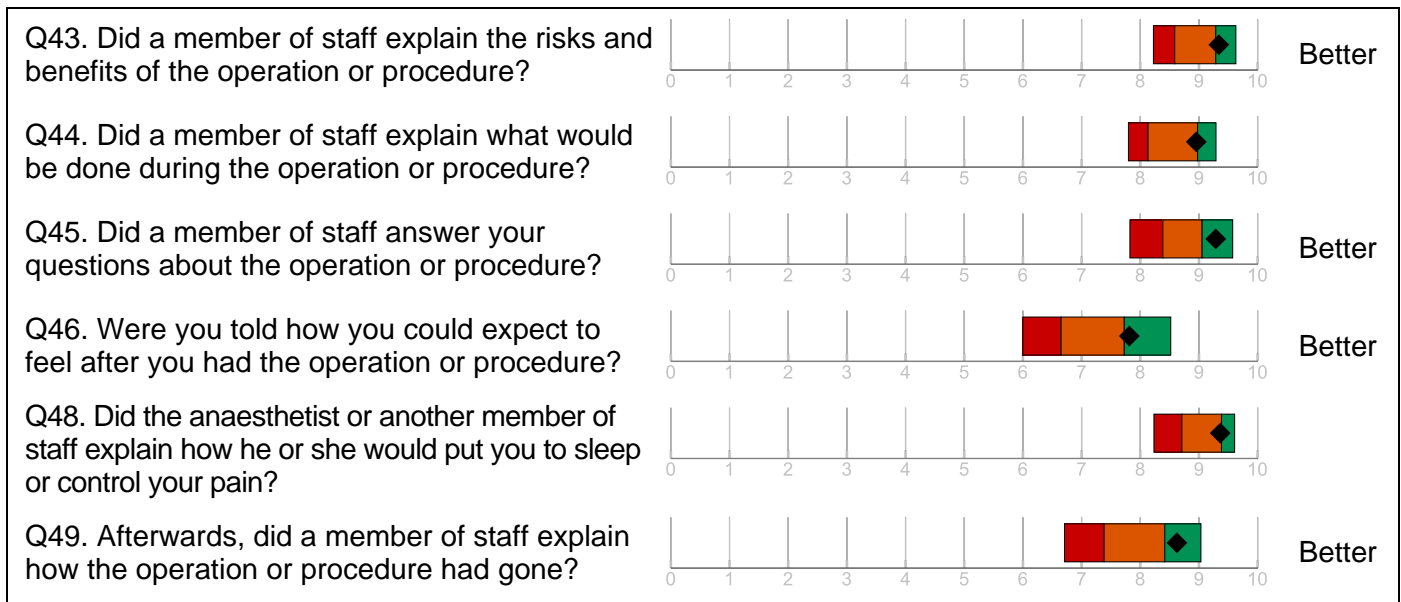 Q43. Did a member of staff explain the risks and
benefits of the operation or procedure?
0 1 2 3 4 5 6 7 8 9 10
Better
Q44. Did a member of staff explain what would
be done during the operation or procedure?
0 1 2 3 4 5 6 7 8 9 10
Q45. Did a member of staff answer your
questions about the operation or procedure?
0 1 2 3 4 5 6 7 8 9 10
Better
Q46. Were you told how you could expect to
feel after you had the operation or procedure?
0 1 2 3 4 5 6 7 8 9 10
Better
Q48. Did the anaesthetist or another member of
staff explain how he or she would put you to sleep
or control your pain?
0 1 2 3 4 5 6 7 8 9 10
Q49. Afterwards, did a member of staff explain
how the operation or procedure had gone?
0 1 2 3 4 5 6 7 8 9 10
Better